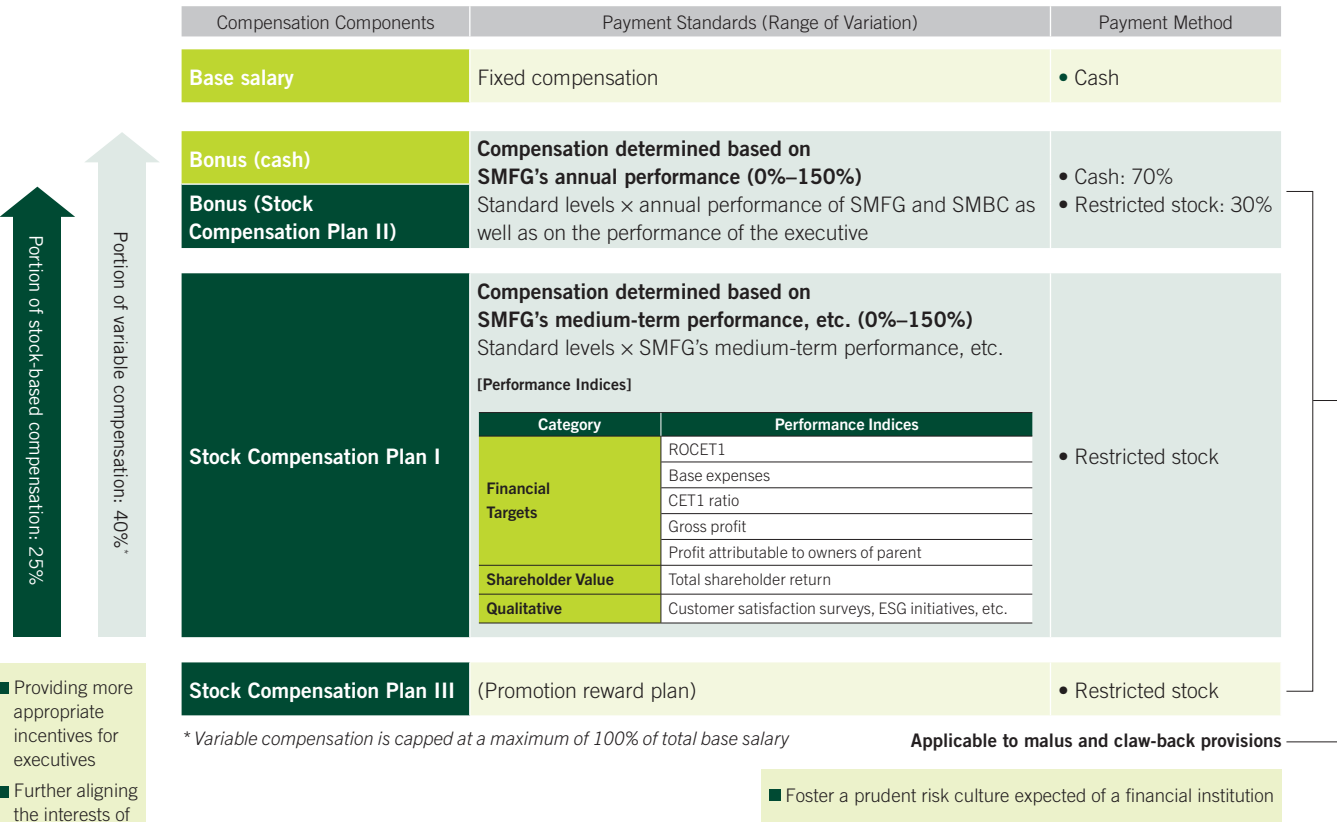 Compensation Components
Payment Standards (Range of Variation)
Payment Method
Base salary
Fixed compensation
• Cash
Bonus (cash)
Bonus (Stock
Compensation Plan II)
Compensation determined based on
SMFG's annual performance (0%–150%)
Standard levels × annual performance of SMFG and SMBC as
well as on the performance of the executive
• Cash: 70%
• Restricted stock: 30%
Stock Compensation Plan I
Compensation determined based on
SMFG's medium-term performance, etc. (0%–150%)
Standard levels × SMFG's medium-term performance, etc.
[Performance Indices]
Category
Performance Indices
Financial
Targets
ROCET1
Base expenses
CET1 ratio
Gross profit
Profit attributable to owners of parent
Shareholder Value
Total shareholder return
Qualitative
Customer satisfaction surveys, ESG initiatives, etc.
• Restricted stock
Stock Compensation Plan III
(Promotion reward plan)
• Restricted stock
Portion of stock-based compensation: 25%
Portion of variable compensation: 40%*
* Variable compensation is capped at a maximum of 100% of total base salary
Applicable to malus and claw-back provisions
■ Providing more
appropriate
incentives for
executives
■ Further aligning
the interests of
■ Foster a prudent risk culture expected of a financial institution